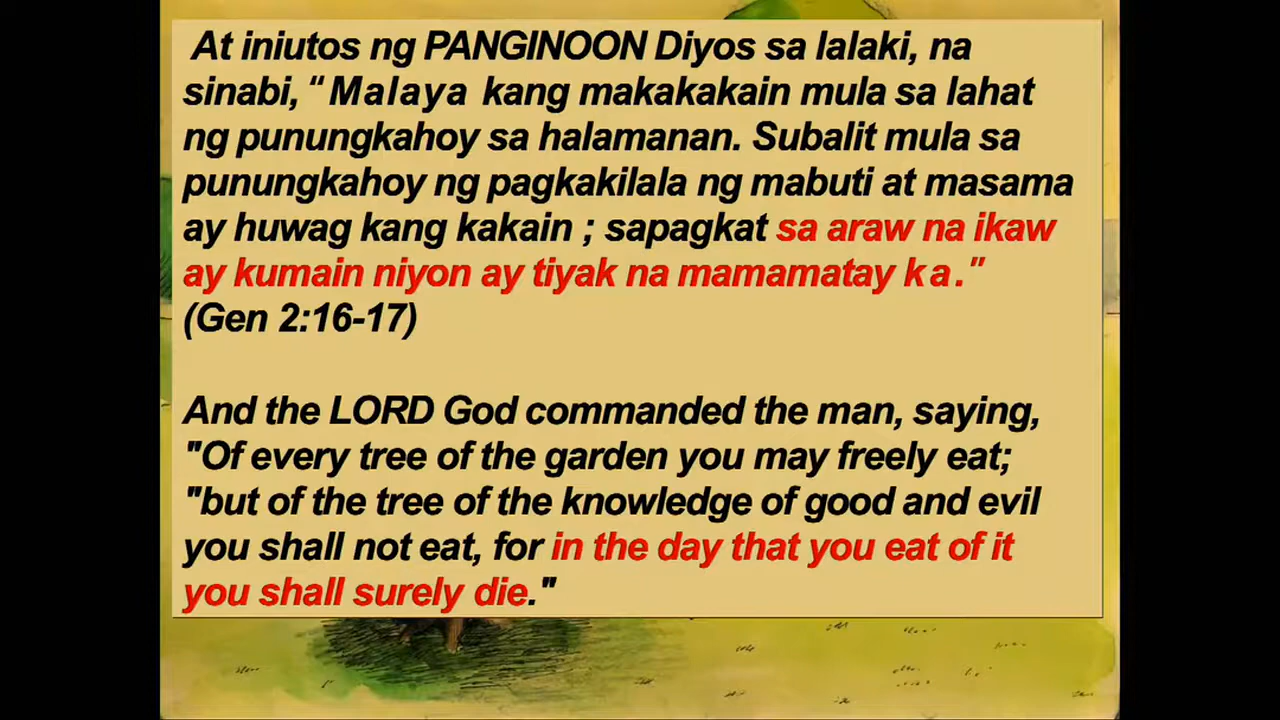 At iniutos ng PANGINOON Diyos sa lalaki, na
sinabi, “Malaya kang makakakain mula sa lahat
ng punungkahoy sa halamanan. Subalit mula sa
punungkahoy ng pagkakilala ng mabuti at masama
ay huwag kang kakain ; sapagkat sa araw na ikaw
ay kumain niyon ay tiyak na mamamatay ka.”
(Gen 2:16-17)
And the LORD God commanded the man, saying,
"Of every tree of the garden you may freely eat;
"but of the tree of the knowledge of good and evil
you shall not eat, for in the day that you eat of it
you shall surely die."